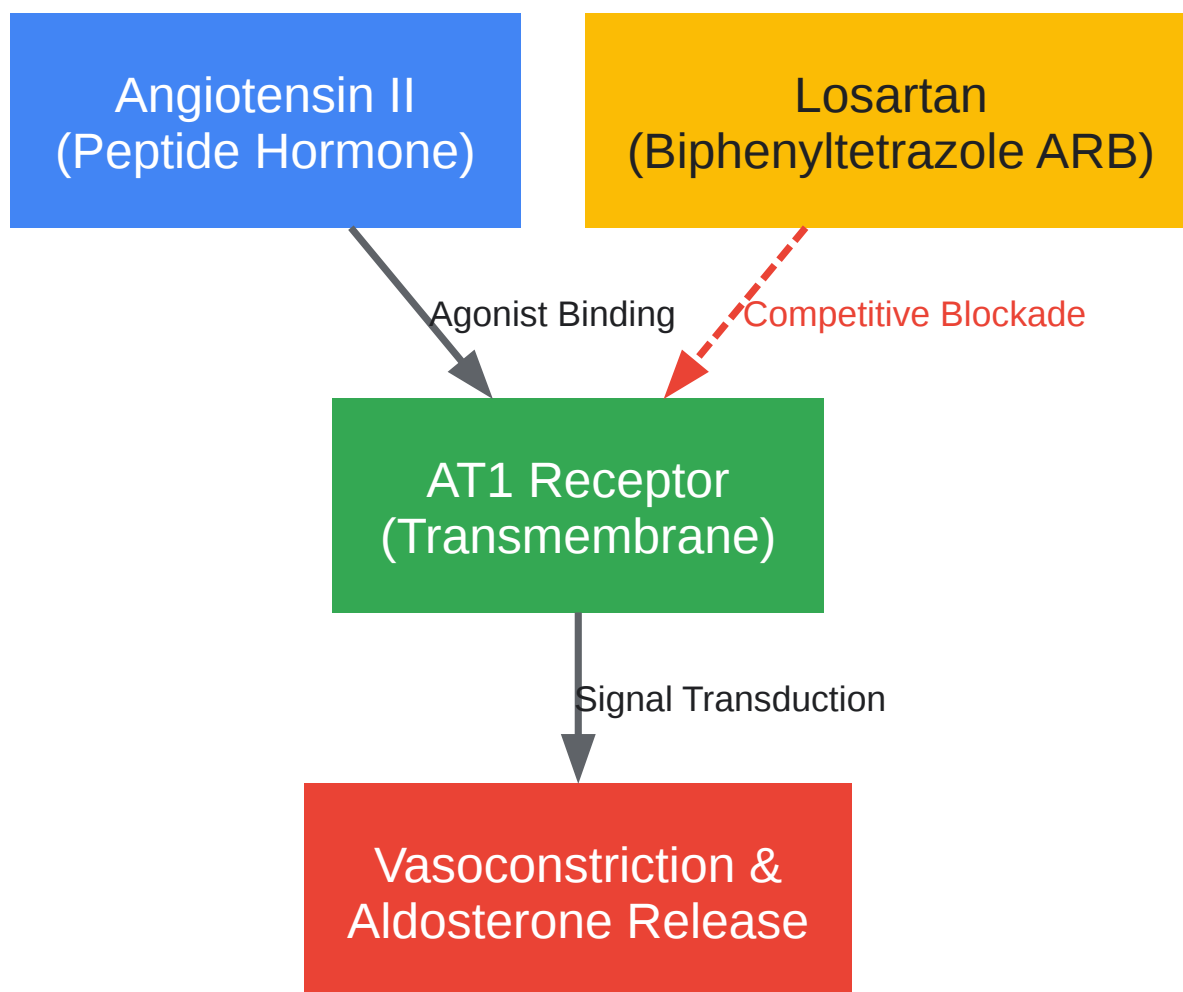 Angiotensin II
(Peptide Hormone)
Losartan
(Biphenyltetrazole ARB)
Agonist Binding
Competitive Blockade
AT1 Receptor
(Transmembrane)
Signal Transduction
Vasoconstriction &
Aldosterone Release